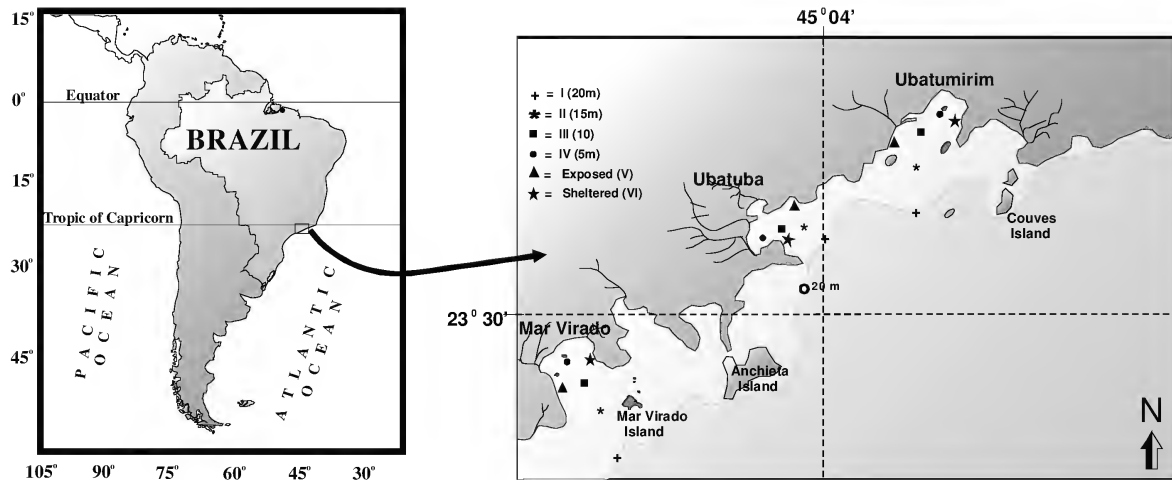 15°
0°
15°
30°
45°
105°
90°
75°
60°
45°
30°
Equator
BRAZIL
Tropic of Capricorn
PACIFIC
OCEAN
ATLANTIC
OCEAN
45° 04'
23° 30'
+ = I (20m)
* = II (15m)
■ = III (10)
● = IV (5m)
▲ = Exposed (V)
★ = Sheltered (VI)
Ubatumirim
Ubatuba
Couves
Island
20 m
Mar Virado
Anchieta
Island
Mar Virado
Island
N